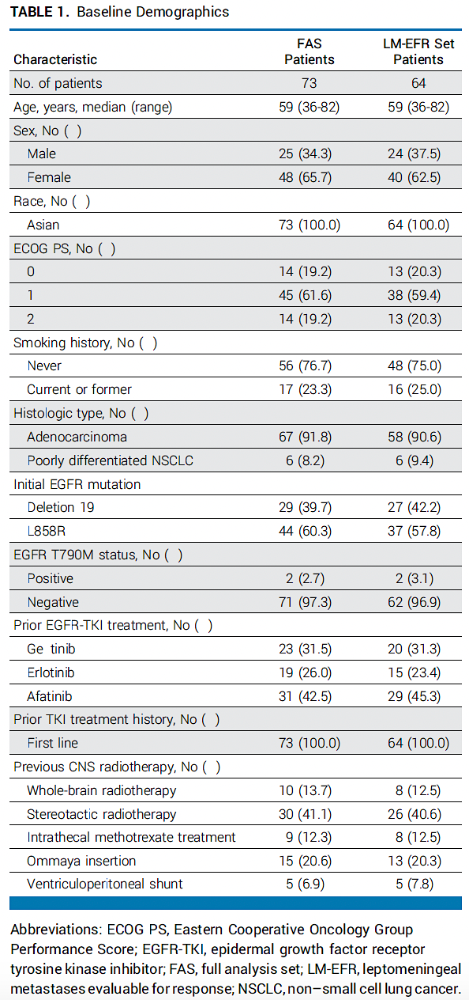 TABLE 1. Baseline Demographics
Characteristic FAS Patients LM-EFR Set Patients
No. of patients 73 64
Age, years, median (range) 59 (36-82) 59 (36-82)
Sex, No ( )
Male 25 (34.3) 24 (37.5)
Female 48 (65.7) 40 (62.5)
Race, No ( )
Asian 73 (100.0) 64 (100.0)
ECOG PS, No ( )
0 14 (19.2) 13 (20.3)
1 45 (61.6) 38 (59.4)
2 14 (19.2) 13 (20.3)
Smoking history, No ( )
Never 56 (76.7) 48 (75.0)
Current or former 17 (23.3) 16 (25.0)
Histologic type, No ( )
Adenocarcinoma 67 (91.8) 58 (90.6)
Poorly differentiated NSCLC 6 (8.2) 6 (9.4)
Initial EGFR mutation
Deletion 19 29 (39.7) 27 (42.2)
L858R 44 (60.3) 37 (57.8)
EGFR T790M status, No ( )
Positive 2 (2.7) 2 (3.1)
Negative 71 (97.3) 62 (96.9)
Prior EGFR-TKI treatment, No ( )
Ge tinib 23 (31.5) 20 (31.3)
Erlotinib 19 (26.0) 15 (23.4)
Afatinib 31 (42.5) 29 (45.3)
Prior TKI treatment history, No ( )
First line 73 (100.0) 64 (100.0)
Previous CNS radiotherapy, No ( )
Whole-brain radiotherapy 10 (13.7) 8 (12.5)
Stereotactic radiotherapy 30 (41.1) 26 (40.6)
Intrathecal methotrexate treatment 9 (12.3) 8 (12.5)
Ommaya insertion 15 (20.6) 13 (20.3)
Ventriculoperitoneal shunt 5 (6.9) 5 (7.8)
Abbreviations: ECOG PS, Eastern Cooperative Oncology Group
Performance Score; EGFR-TKI, epidermal growth factor receptor
tyrosine kinase inhibitor; FAS, full analysis set; LM-EFR, leptomeningeal
metastases evaluable for response; NSCLC, non–small cell lung cancer.